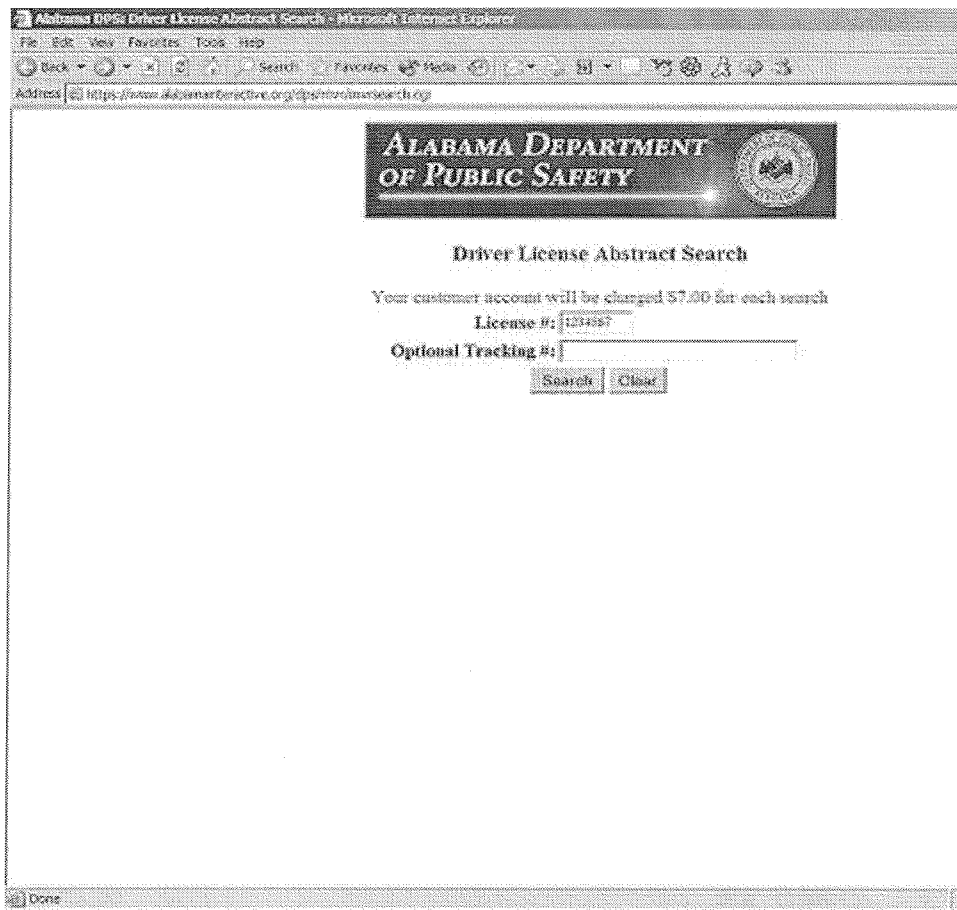 Alabama DPS: Driver License Abstract Search - Microsoft Internet Explorer
File Edit View Favorites Tools Help
Back Search Favorites Media
Address
ALABAMA DEPARTMENT
OF PUBLIC SAFETY
Driver License Abstract Search
Your customer account will be charged $7.00 for each search
License #: 1234567
Optional Tracking #:
Search Clear
Done